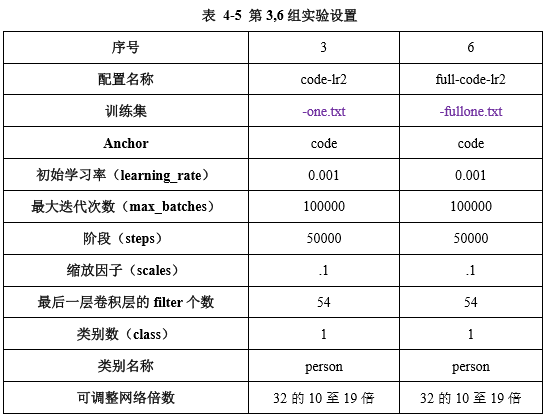 表 4-5 第 3,6 组实验设置
序号 3 6
配置名称 code-lr2 full-code-lr2
训练集 -one.txt -fullone.txt
Anchor code code
初始学习率（learning_rate） 0.001 0.001
最大迭代次数（max_batches） 100000 100000
阶段（steps） 50000 50000
缩放因子（scales） .1 .1
最后一层卷积层的 filter 个数 54 54
类别数（class） 1 1
类别名称 person person
可调整网络倍数 32 的 10 至 19 倍 32 的 10 至 19 倍